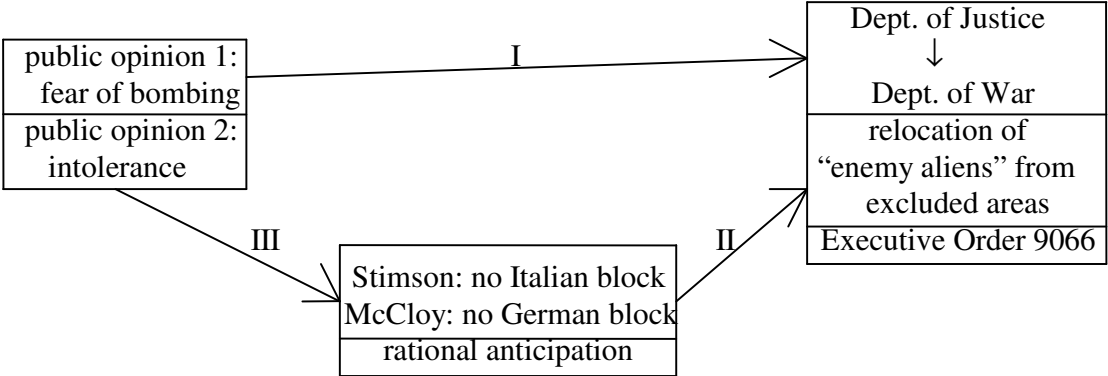 public opinion 1:
fear of bombing
public opinion 2:
intolerance
I
Dept. of Justice
↓
Dept. of War
relocation of
“enemy aliens” from
excluded areas
Executive Order 9066
III
II
Stimson: no Italian block
McCloy: no German block
rational anticipation